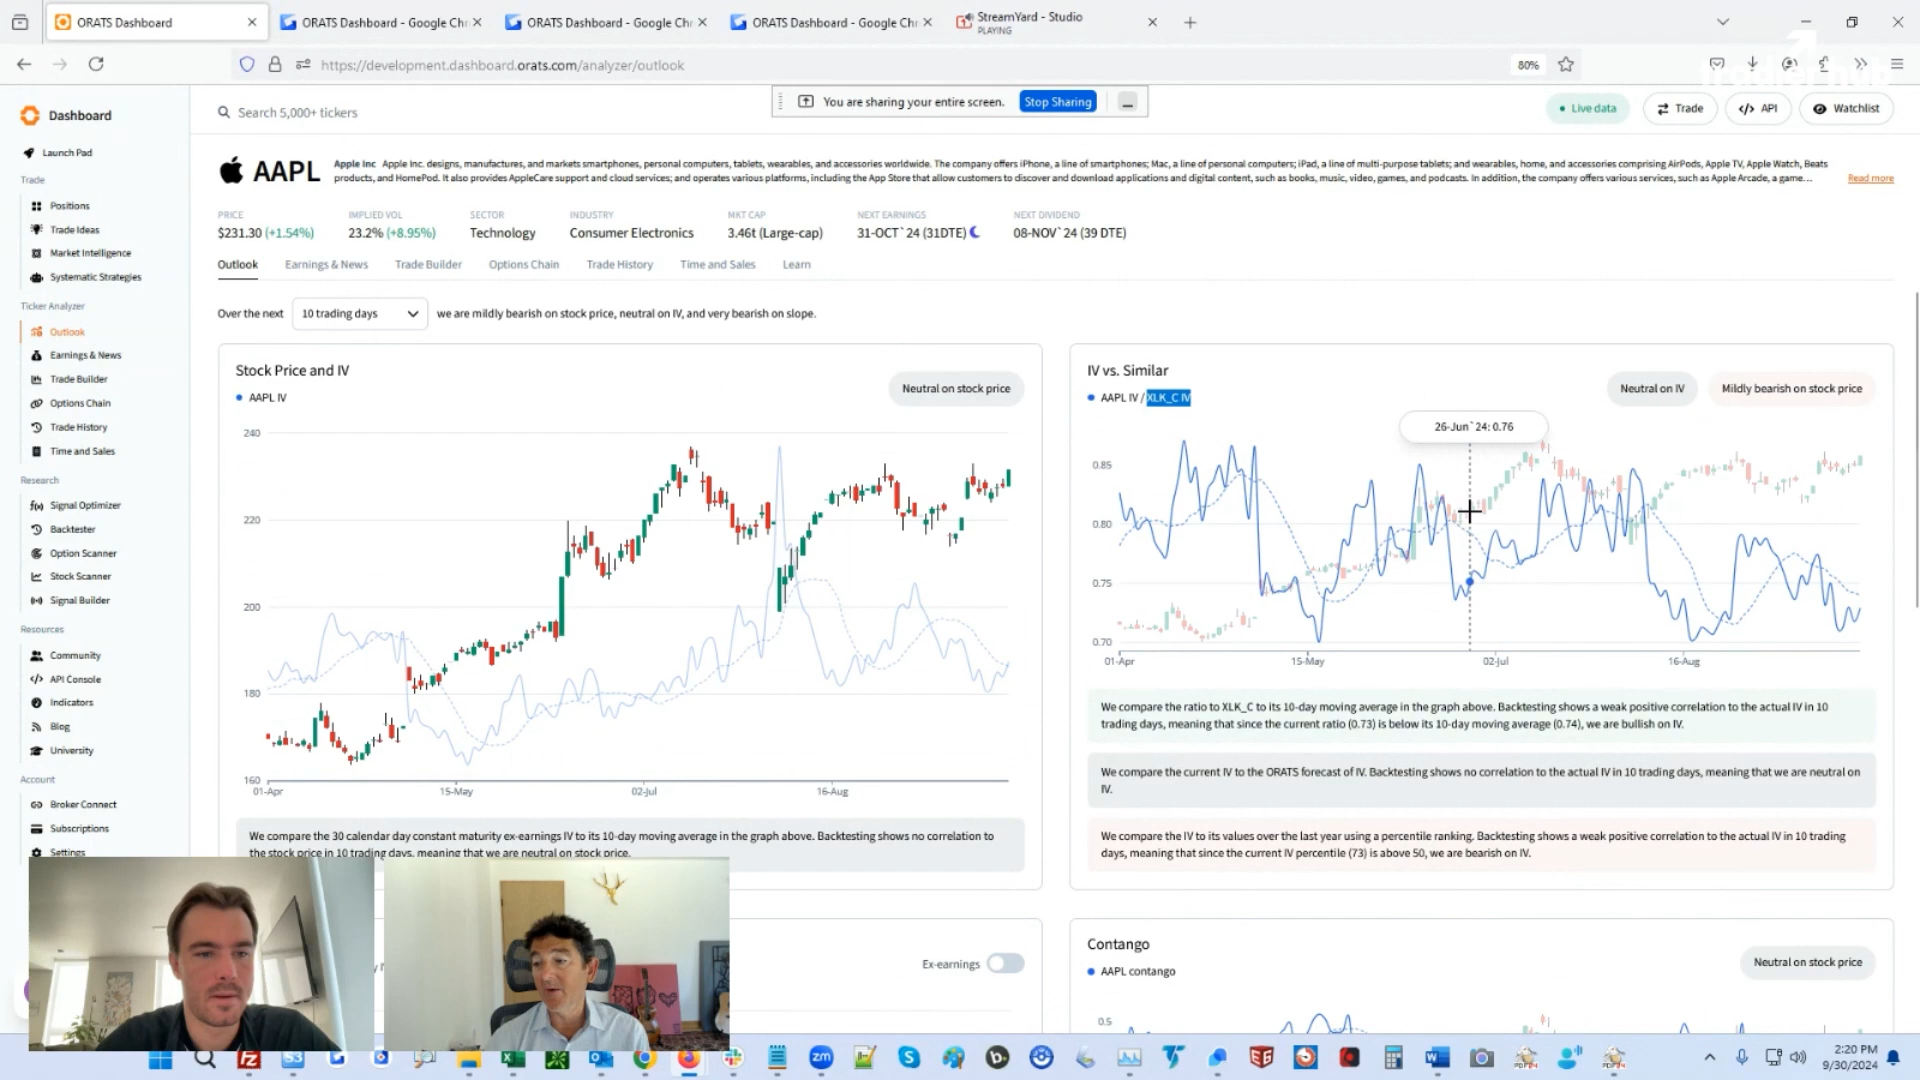 ORATS Dashboard
ORATS Dashboard - Google Chr
ORATS Dashboard - Google Chr
ORATS Dashboard - Google Chr
StreamYard - Studio
PLAYING
https://development.dashboard.orats.com/analyzer/outlook
80%
tradier hub
Dashboard
Search 5,000+ tickers
You are sharing your entire screen.
Stop Sharing
Live data
Trade
</> API
Watchlist
Launch Pad
Trade
Positions
Trade Ideas
Market Intelligence
Systematic Strategies
Ticker Analyzer
Outlook
Earnings & News
Trade Builder
Options Chain
Trade History
Time and Sales
Research
Signal Optimizer
Backtester
Option Scanner
Stock Scanner
Signal Builder
Resources
Community
API Console
Indicators
Blog
University
Account
Broker Connect
Subscriptions
Settings
AAPL
Apple Inc Apple Inc. designs, manufactures, and markets smartphones, personal computers, tablets, wearables, and accessories worldwide. The company offers iPhone, a line of smartphones; Mac, a line of personal computers; iPad, a line of multi-purpose tablets; and wearables, home, and accessories comprising AirPods, Apple TV, Apple Watch, Beats
products, and HomePod. It also provides AppleCare support and cloud services; and operates various platforms, including the App Store that allow customers to discover and download applications and digital content, such as books, music, video, games, and podcasts. In addition, the company offers various services, such as Apple Arcade, a game...
Read more
PRICE
$231.30 (+1.54%)
IMPLIED VOL
23.2% (+8.95%)
SECTOR
Technology
INDUSTRY
Consumer Electronics
MKT CAP
3.46t (Large-cap)
NEXT EARNINGS
31-OCT`24 (31DTE)
NEXT DIVIDEND
08-NOV`24 (39 DTE)
Outlook
Earnings & News
Trade Builder
Options Chain
Trade History
Time and Sales
Learn
Over the next 10 trading days we are mildly bearish on stock price, neutral on IV, and very bearish on slope.
Stock Price and IV
AAPL IV
Neutral on stock price
240
220
200
180
160
01-Apr
15-May
02-Jul
16-Aug
We compare the 30 calendar day constant maturity ex-earnings IV to its 10-day moving average in the graph above. Backtesting shows no correlation to
the stock price in 10 trading days, meaning that we are neutral on stock price.
IV vs. Similar
AAPL IV / XLK_C IV
Neutral on IV
Mildly bearish on stock price
26-Jun`24: 0.76
0.85
0.80
0.75
0.70
01-Apr
15-May
02-Jul
16-Aug
We compare the ratio to XLK_C to its 10-day moving average in the graph above. Backtesting shows a weak positive correlation to the actual IV in 10
trading days, meaning that since the current ratio (0.73) is below its 10-day moving average (0.74), we are bullish on IV.
We compare the current IV to the ORATS forecast of IV. Backtesting shows no correlation to the actual IV in 10 trading days, meaning that we are neutral on
IV.
We compare the IV to its values over the last year using a percentile ranking. Backtesting shows a weak positive correlation to the actual IV in 10 trading
days, meaning that since the current IV percentile (73) is above 50, we are bearish on IV.
Ex-earnings
Contango
AAPL contango
Neutral on stock price
0.5
2:20 PM
9/30/2024